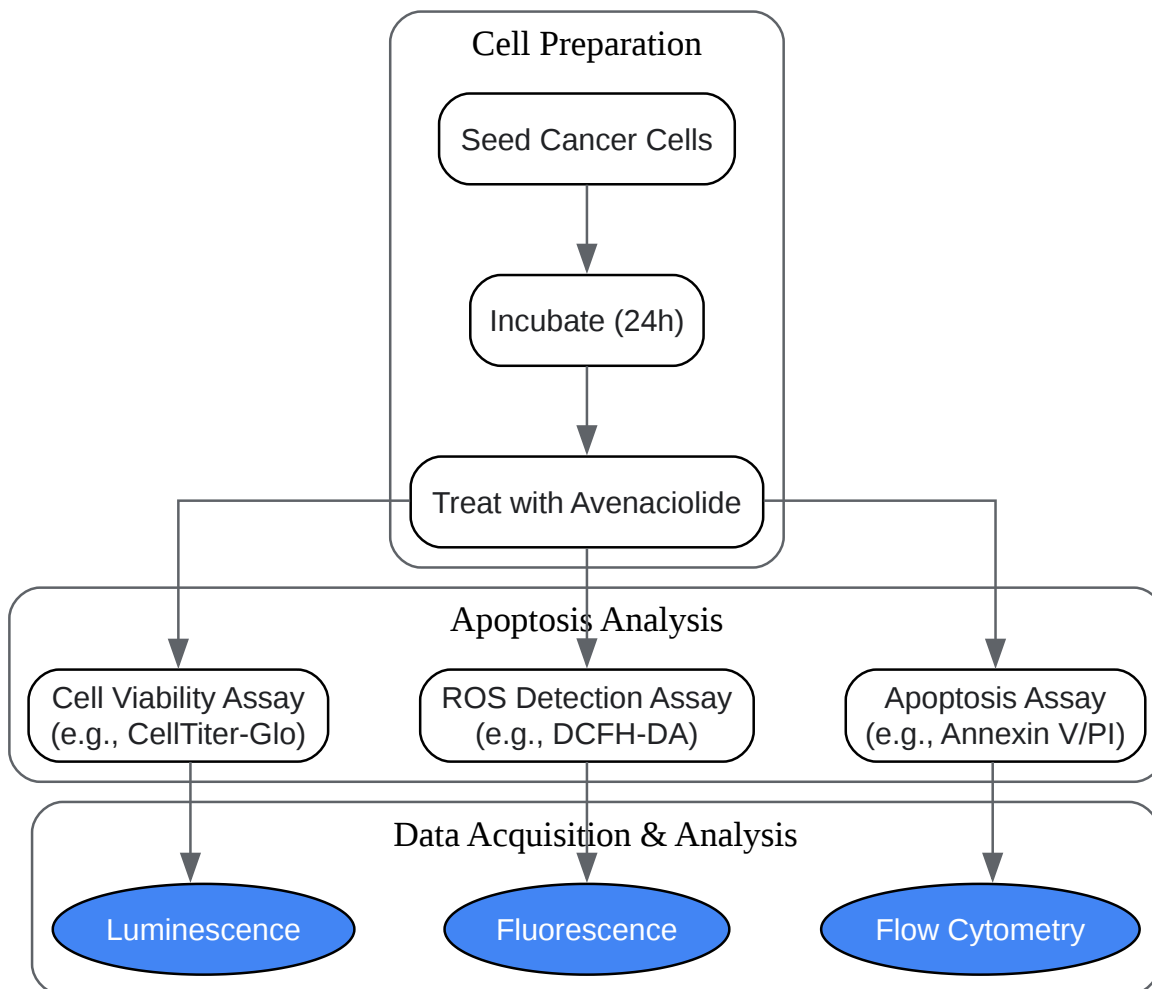 Cell Preparation
Seed Cancer Cells
Incubate (24h)
Treat with Avenaciolide
Apoptosis Analysis
Cell Viability Assay
(e.g., CellTiter-Glo)
ROS Detection Assay
(e.g., DCFH-DA)
Apoptosis Assay
(e.g., Annexin V/PI)
Data Acquisition & Analysis
Luminescence
Fluorescence
Flow Cytometry